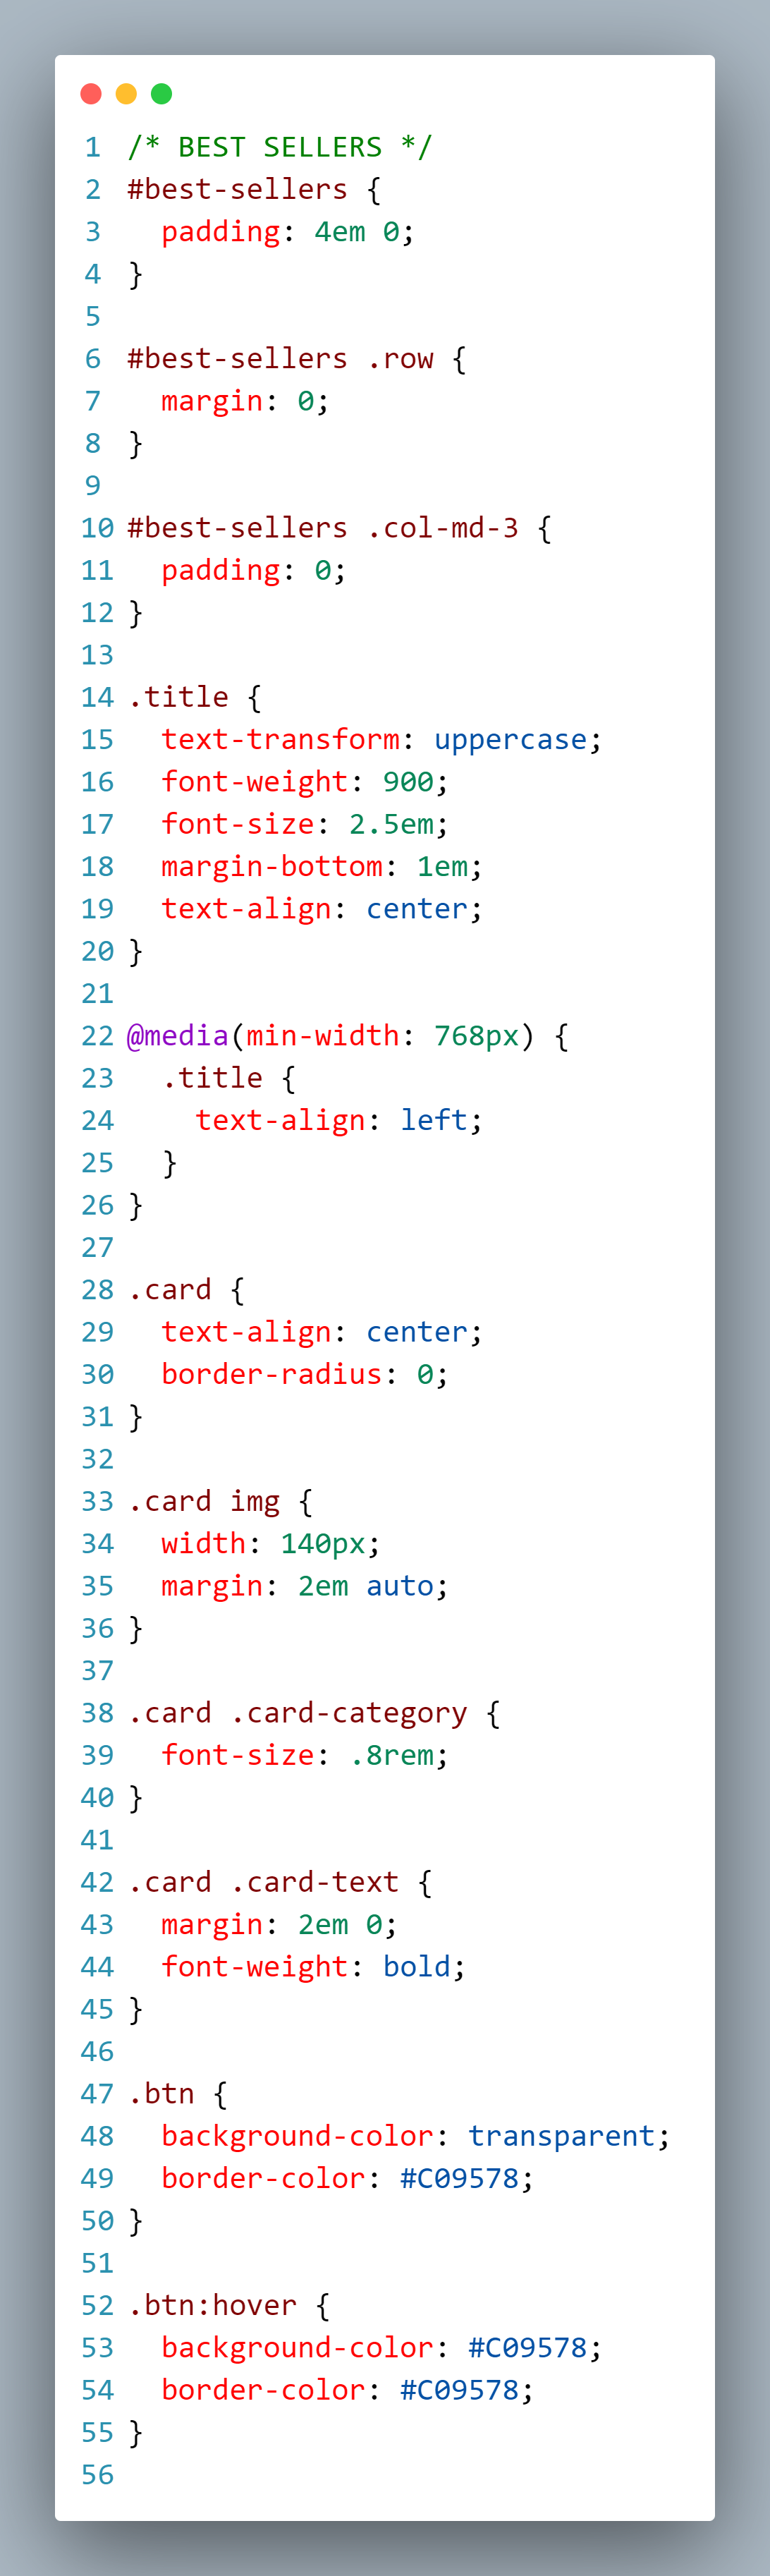 1 /* BEST SELLERS */
2 #best-sellers {
3   padding: 4em 0;
4 }
5
6 #best-sellers .row {
7   margin: 0;
8 }
9
10 #best-sellers .col-md-3 {
11   padding: 0;
12 }
13
14 .title {
15   text-transform: uppercase;
16   font-weight: 900;
17   font-size: 2.5em;
18   margin-bottom: 1em;
19   text-align: center;
20 }
21
22 @media(min-width: 768px) {
23   .title {
24     text-align: left;
25   }
26 }
27
28 .card {
29   text-align: center;
30   border-radius: 0;
31 }
32
33 .card img {
34   width: 140px;
35   margin: 2em auto;
36 }
37
38 .card .card-category {
39   font-size: .8rem;
40 }
41
42 .card .card-text {
43   margin: 2em 0;
44   font-weight: bold;
45 }
46
47 .btn {
48   background-color: transparent;
49   border-color: #C09578;
50 }
51
52 .btn:hover {
53   background-color: #C09578;
54   border-color: #C09578;
55 }
56